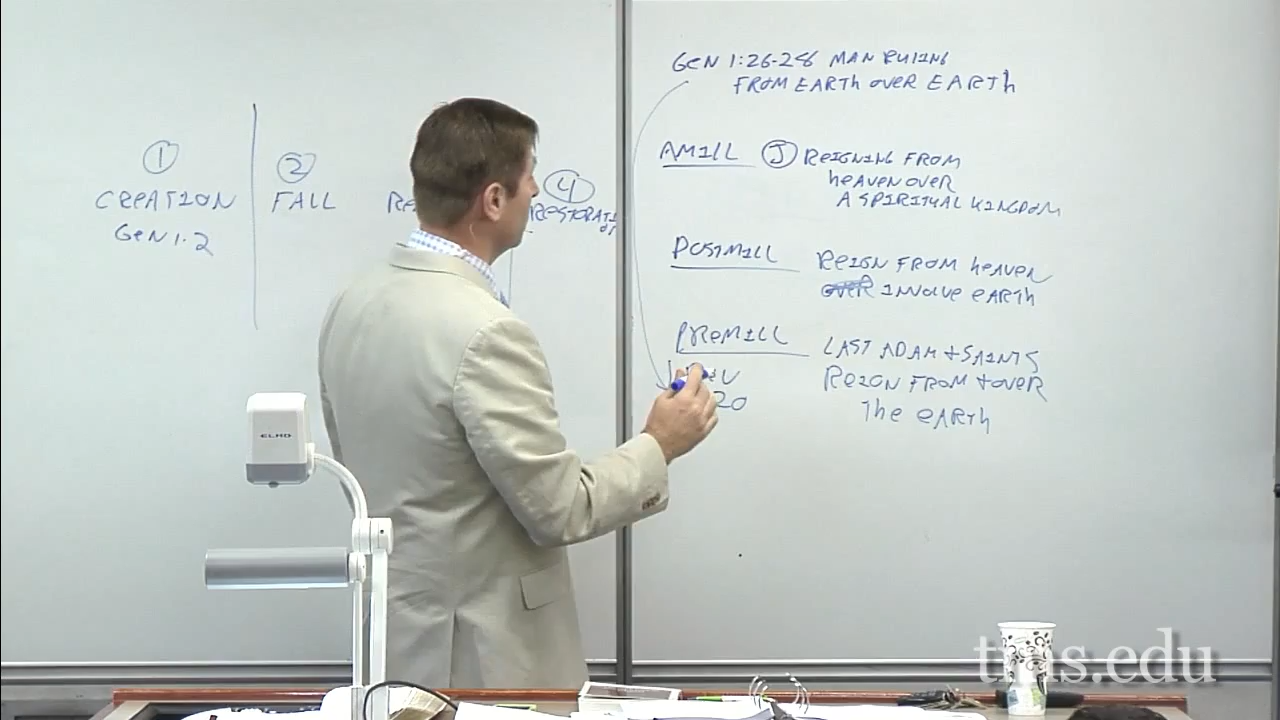 ①
CREATION
Gen 1-2
②
FALL
④
RESTORATION
Gen 1:26-28 MAN RULING
FROM EARTH OVER EARTH
AMILL Ⓙ REIGNING FROM
HEAVEN OVER
A SPIRITUAL KINGDOM
POSTMILL REIGN FROM HEAVEN
INVOLVE EARTH
PREMILL LAST ADAM + SAINTS
REIGN FROM + OVER
THE EARTH
20
ELMO
tms.edu